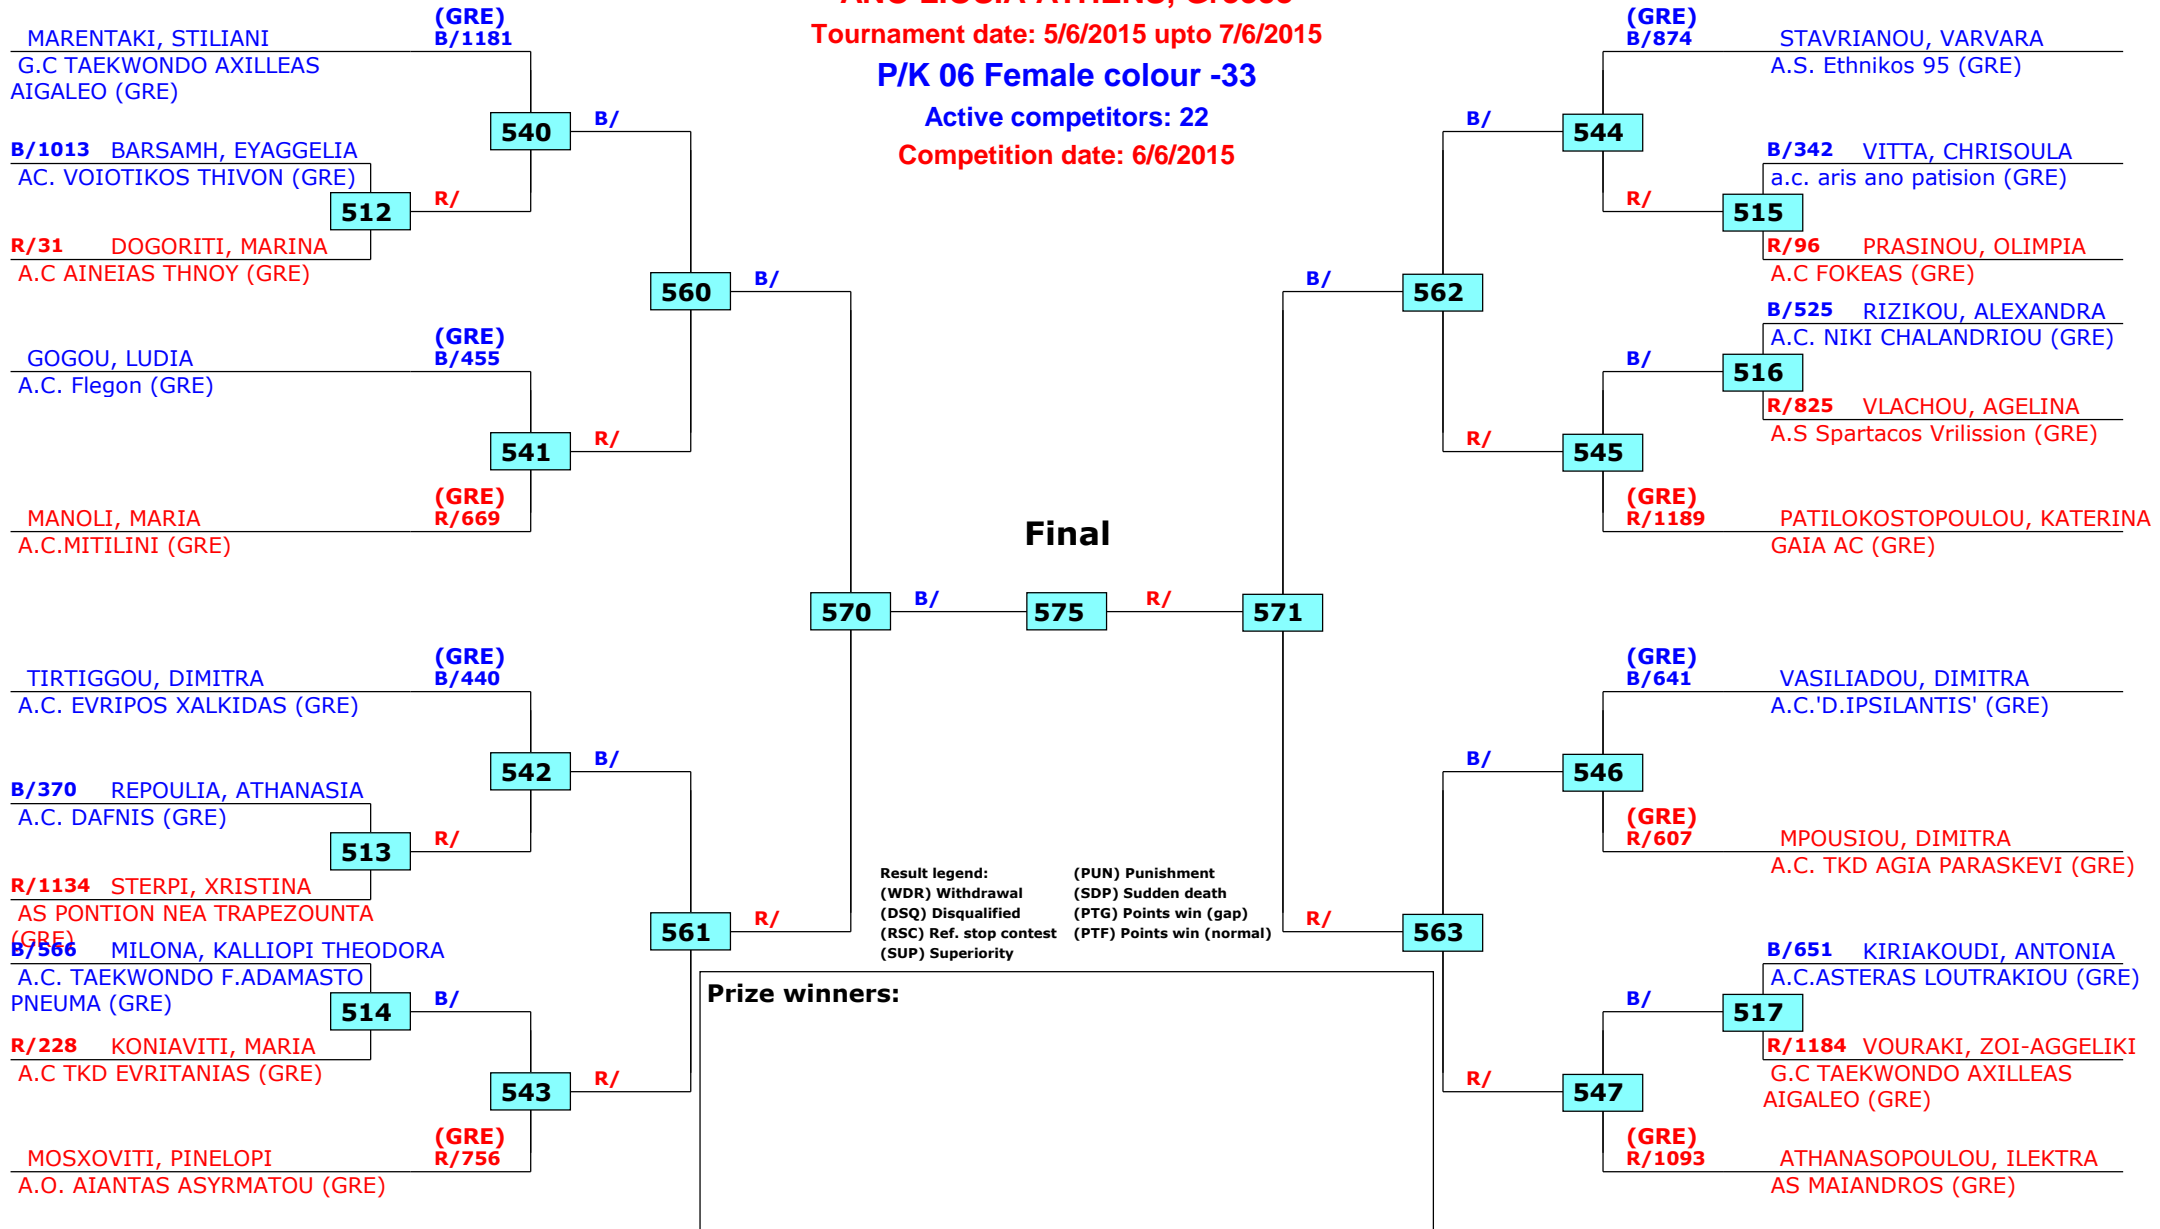 ANO LIOSIA ATHENS, Greece
Tournament date: 5/6/2015 upto 7/6/2015
P/K 06 Female colour -33
Active competitors: 22
Competition date: 6/6/2015
(GRE)
MARENTAKI, STILIANI B/1181
G.C TAEKWONDO AXILLEAS
AIGALEO (GRE)
540 B/
B/1013 BARSAMH, EYAGGELIA
AC. VOIOTIKOS THIVON (GRE)
512 R/
R/31 DOGORITI, MARINA
A.C AINEIAS THNOY (GRE)
560 B/
(GRE)
GOGOU, LUDIA B/455
A.C. Flegon (GRE)
541 R/
(GRE)
MANOLI, MARIA R/669
A.C.MITILINI (GRE)
570 B/
(GRE)
TIRTIGGOU, DIMITRA B/440
A.C. EVRIPOS XALKIDAS (GRE)
542 B/
B/370 REPOULIA, ATHANASIA
A.C. DAFNIS (GRE)
513 R/
R/1134 STERPI, XRISTINA
AS PONTION NEA TRAPEZOUNTA
(GRE)
561 R/
B/566 MILONA, KALLIOPI THEODORA
A.C. TAEKWONDO F.ADAMASTO
PNEUMA (GRE)
514 B/
R/228 KONIAVITI, MARIA
A.C TKD EVRITANIAS (GRE)
543 R/
(GRE)
MOSXOVITI, PINELOPI R/756
A.O. AIANTAS ASYRMATOU (GRE)
Final
575
R/ 571
(GRE)
B/874 STAVRIANOU, VARVARA
A.S. Ethnikos 95 (GRE)
B/ 544
B/342 VITTA, CHRISOULA
a.c. aris ano patision (GRE)
R/ 515
R/96 PRASINOU, OLIMPIA
A.C FOKEAS (GRE)
B/ 562
B/525 RIZIKOU, ALEXANDRA
A.C. NIKI CHALANDRIOU (GRE)
B/ 516
R/825 VLACHOU, AGELINA
A.S Spartacos Vrilission (GRE)
R/ 545
(GRE)
R/1189 PATILOKOSTOPOULOU, KATERINA
GAIA AC (GRE)
(GRE)
B/641 VASILIADOU, DIMITRA
A.C.'D.IPSILANTIS' (GRE)
B/ 546
(GRE)
R/607 MPOUSIOU, DIMITRA
A.C. TKD AGIA PARASKEVI (GRE)
R/ 563
B/651 KIRIAKOUDI, ANTONIA
A.C.ASTERAS LOUTRAKIOU (GRE)
B/ 517
R/1184 VOURAKI, ZOI-AGGELIKI
G.C TAEKWONDO AXILLEAS
AIGALEO (GRE)
R/ 547
(GRE)
R/1093 ATHANASOPOULOU, ILEKTRA
AS MAIANDROS (GRE)
Result legend: (PUN) Punishment
(WDR) Withdrawal (SDP) Sudden death
(DSQ) Disqualified (PTG) Points win (gap)
(RSC) Ref. stop contest (PTF) Points win (normal)
(SUP) Superiority
Prize winners: